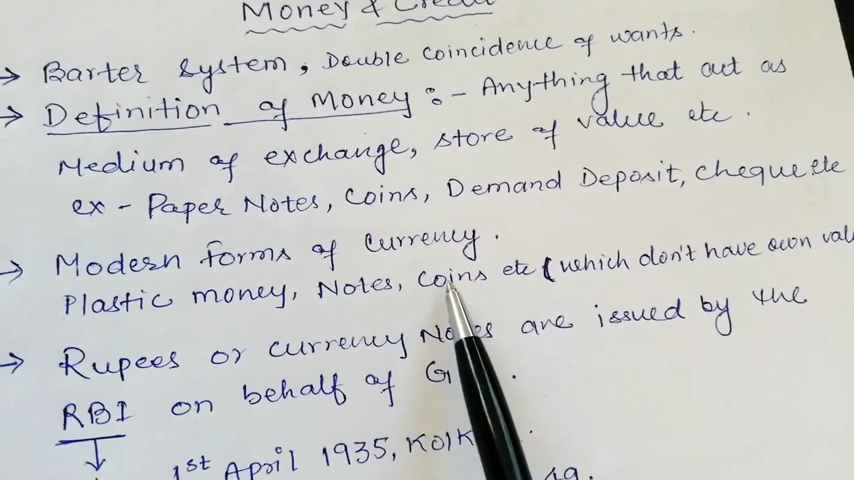 Money & Credit
→ Barter system, Double coincidence of wants.
→ Definition of Money :- Anything that act as
Medium of exchange, store of value etc.
ex - Paper Notes, Coins, Demand Deposit, cheque etc
→ Modern forms of currency.
Plastic money, Notes, Coins etc (which don't have own val
→ Rupees or currency Notes are issued by the
RBI on behalf of G
1st April 1935, Kolk